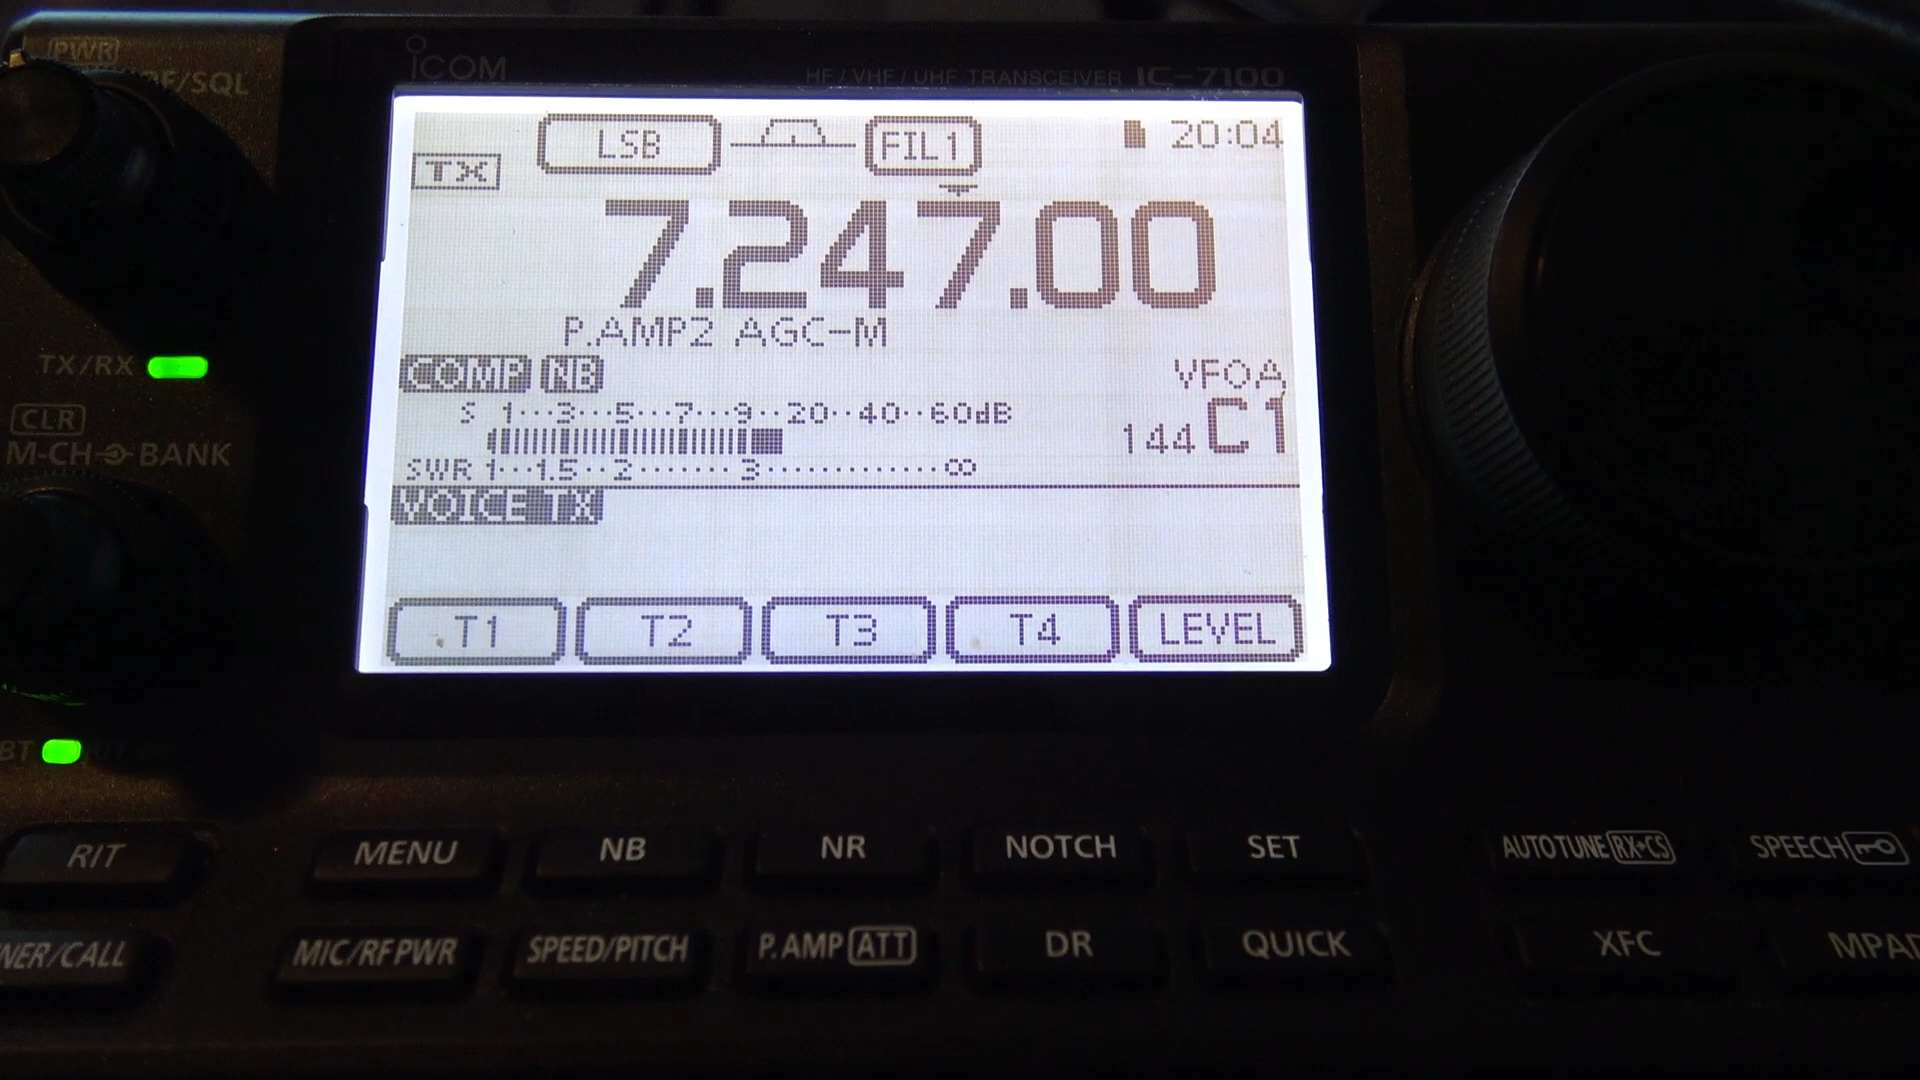 PWR
RF/SQL
ICOM
HF / VHF / UHF TRANSCEIVER IC-7100
LSB FIL1 20:04
TX
7.247.00
P.AMP2 AGC-M
TX/RX
COMP NB VFOA
S 1···3···5···7···9··20··40··60dB
144 C1
CLR
M-CH BANK
SWR 1···1.5··2·······3············∞
VOICE TX
T1 T2 T3 T4 LEVEL
RIT MENU NB NR NOTCH SET AUTOTUNE RX▸CS SPEECH
/CALL MIC/RF PWR SPEED/PITCH P.AMP ATT DR QUICK XFC